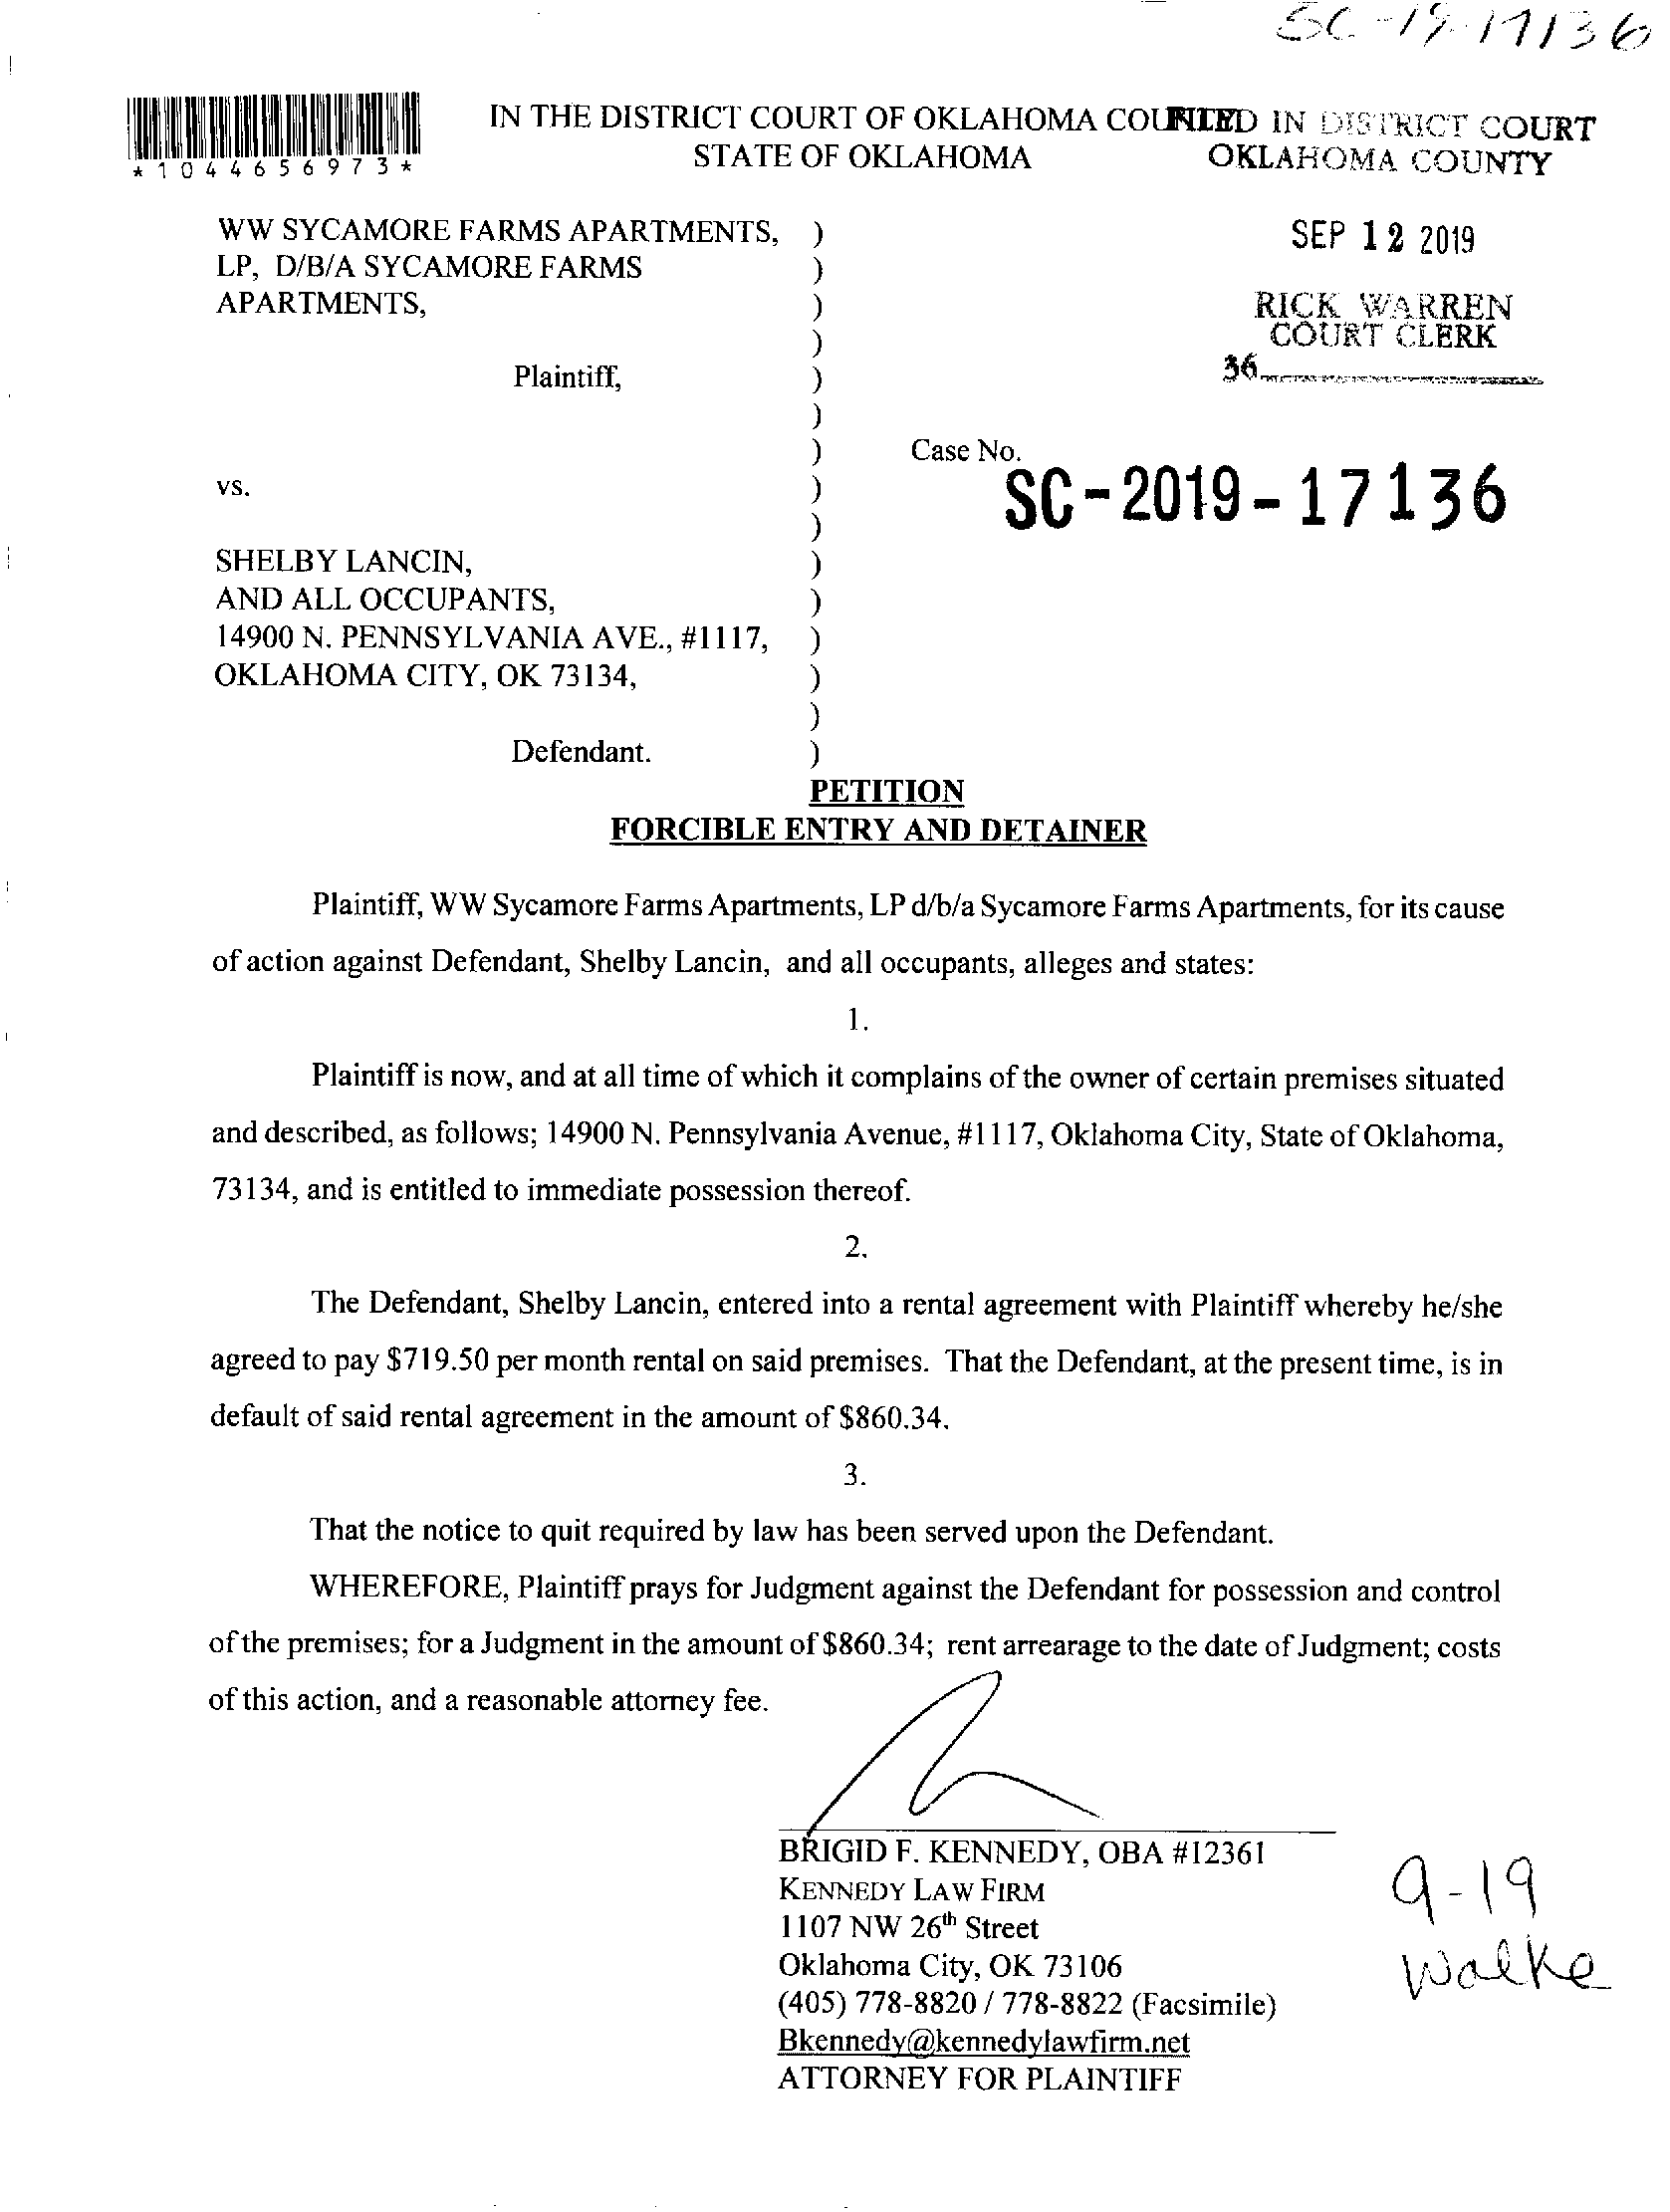 SC-19-17136
*1044656973*
IN THE DISTRICT COURT OF OKLAHOMA COUNTY
STATE OF OKLAHOMA
FILED IN DISTRICT COURT
OKLAHOMA COUNTY
SEP 12 2019
RICK WARREN
COURT CLERK
36
WW SYCAMORE FARMS APARTMENTS, )
LP, D/B/A SYCAMORE FARMS )
APARTMENTS, )
)
Plaintiff, )
)
) Case No.
SC-2019-17136
vs. )
)
SHELBY LANCIN, )
AND ALL OCCUPANTS, )
14900 N. PENNSYLVANIA AVE., #1117, )
OKLAHOMA CITY, OK 73134, )
)
Defendant. )
PETITION
FORCIBLE ENTRY AND DETAINER
Plaintiff, WW Sycamore Farms Apartments, LP d/b/a Sycamore Farms Apartments, for its cause
of action against Defendant, Shelby Lancin, and all occupants, alleges and states:
1.
Plaintiff is now, and at all time of which it complains of the owner of certain premises situated
and described, as follows; 14900 N. Pennsylvania Avenue, #1117, Oklahoma City, State of Oklahoma,
73134, and is entitled to immediate possession thereof.
2.
The Defendant, Shelby Lancin, entered into a rental agreement with Plaintiff whereby he/she
agreed to pay $719.50 per month rental on said premises. That the Defendant, at the present time, is in
default of said rental agreement in the amount of $860.34.
3.
That the notice to quit required by law has been served upon the Defendant.
WHEREFORE, Plaintiff prays for Judgment against the Defendant for possession and control
of the premises; for a Judgment in the amount of $860.34; rent arrearage to the date of Judgment; costs
of this action, and a reasonable attorney fee.
BRIGID F. KENNEDY, OBA #12361
KENNEDY LAW FIRM
1107 NW 26th Street
Oklahoma City, OK 73106
(405) 778-8820 / 778-8822 (Facsimile)
Bkennedy@kennedylawfirm.net
ATTORNEY FOR PLAINTIFF
9-19
Walke